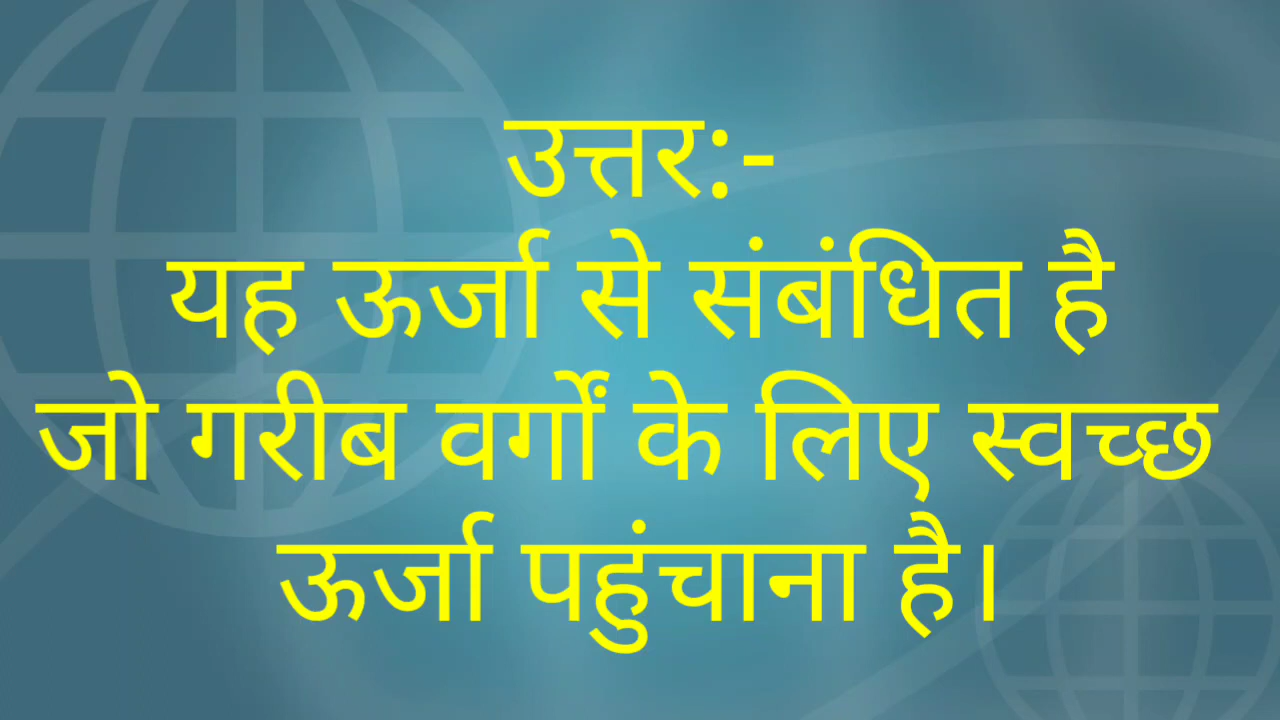 उत्तर:-
यह ऊर्जा से संबंधित है
जो गरीब वर्गों के लिए स्वच्छ
ऊर्जा पहुंचाना है।